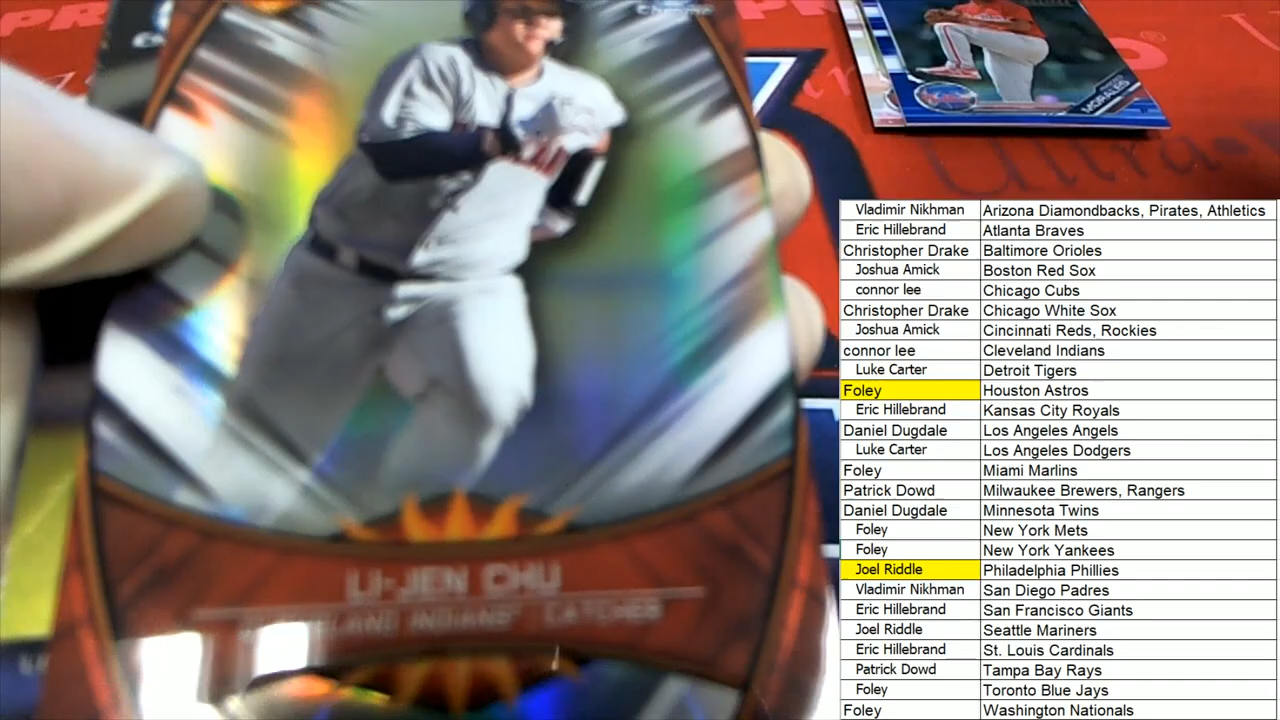 Chrome
LI-JEN CHU
CLEVELAND INDIANS' CATCHER
MORALES
Ultra
Vladimir Nikhman Arizona Diamondbacks, Pirates, Athletics
Eric Hillebrand Atlanta Braves
Christopher Drake Baltimore Orioles
Joshua Amick Boston Red Sox
connor lee Chicago Cubs
Christopher Drake Chicago White Sox
Joshua Amick Cincinnati Reds, Rockies
connor lee Cleveland Indians
Luke Carter Detroit Tigers
Foley Houston Astros
Eric Hillebrand Kansas City Royals
Daniel Dugdale Los Angeles Angels
Luke Carter Los Angeles Dodgers
Foley Miami Marlins
Patrick Dowd Milwaukee Brewers, Rangers
Daniel Dugdale Minnesota Twins
Foley New York Mets
Foley New York Yankees
Joel Riddle Philadelphia Phillies
Vladimir Nikhman San Diego Padres
Eric Hillebrand San Francisco Giants
Joel Riddle Seattle Mariners
Eric Hillebrand St. Louis Cardinals
Patrick Dowd Tampa Bay Rays
Foley Toronto Blue Jays
Foley Washington Nationals